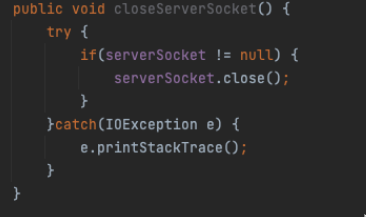 public void closeServerSocket() {
    try {
        if(serverSocket != null) {
            serverSocket.close();
        }
    }catch(IOException e) {
        e.printStackTrace();
    }
}